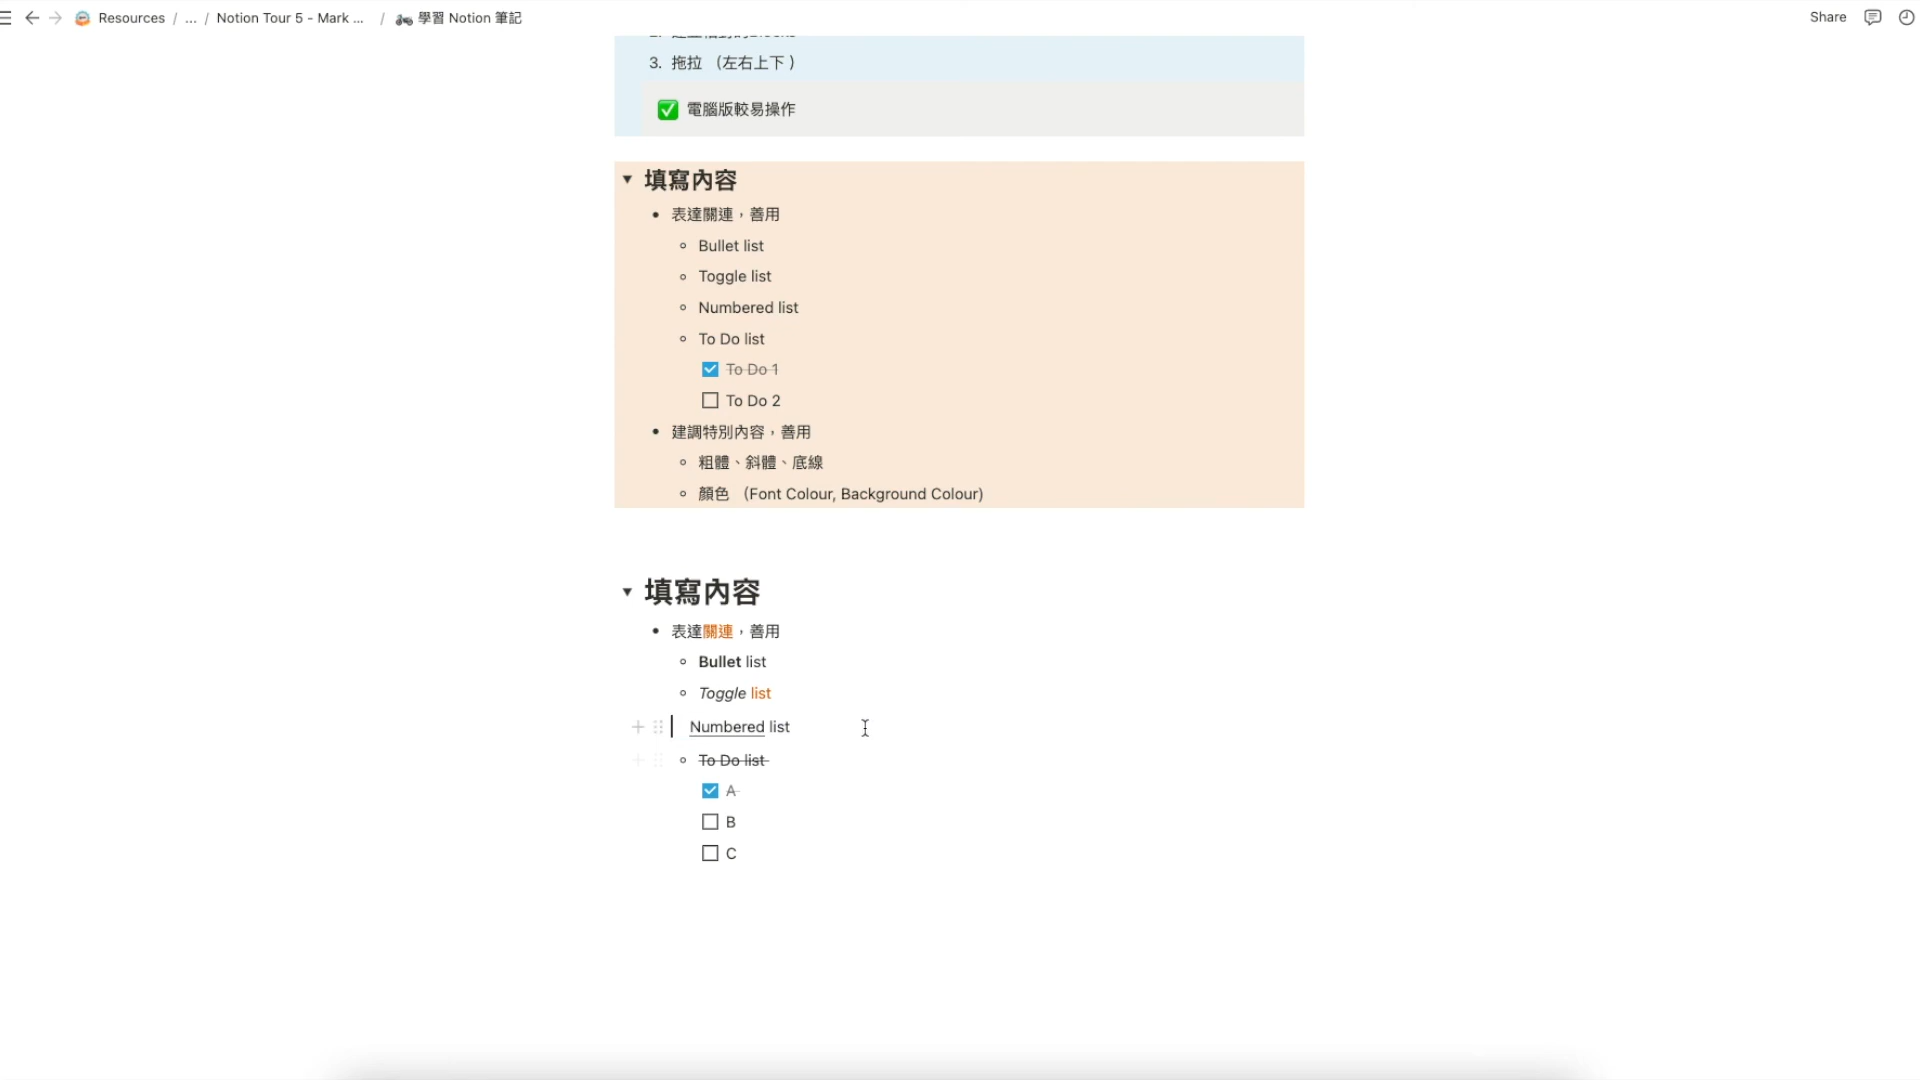 Resources / ... / Notion Tour 5 - Mark ... / 學習 Notion 筆記
Share
3. 拖拉 （左右上下 ）
電腦版較易操作
填寫內容
表達關連，善用
Bullet list
Toggle list
Numbered list
To Do list
To Do 1
To Do 2
建調特別內容，善用
粗體、斜體、底線
顏色 （Font Colour, Background Colour)
填寫內容
表達關連，善用
Bullet list
Toggle list
Numbered list
To Do list
A
B
C